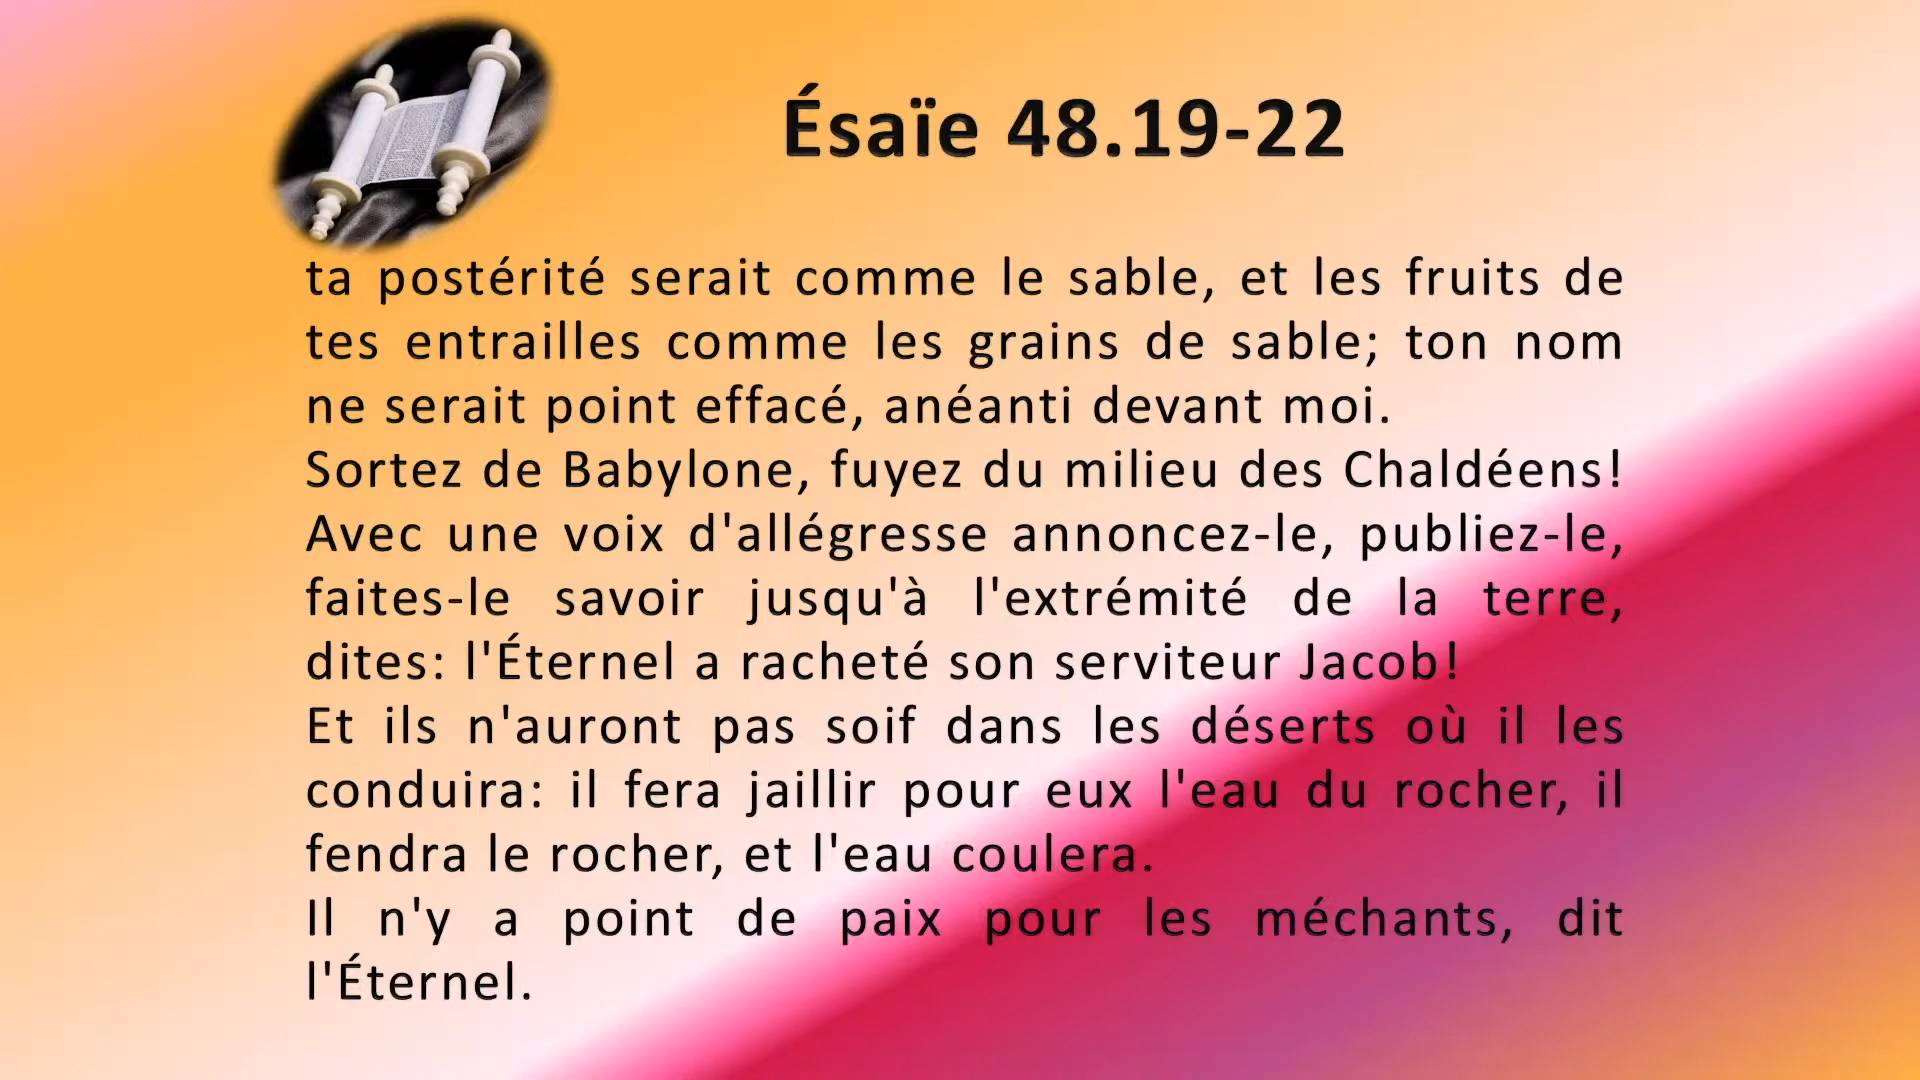 Ésaïe 48.19-22
ta postérité serait comme le sable, et les fruits de
tes entrailles comme les grains de sable; ton nom
ne serait point effacé, anéanti devant moi.
Sortez de Babylone, fuyez du milieu des Chaldéens!
Avec une voix d'allégresse annoncez-le, publiez-le,
faites-le savoir jusqu'à l'extrémité de la terre,
dites: l'Éternel a racheté son serviteur Jacob!
Et ils n'auront pas soif dans les déserts où il les
conduira: il fera jaillir pour eux l'eau du rocher, il
fendra le rocher, et l'eau coulera.
Il n'y a point de paix pour les méchants, dit
l'Éternel.